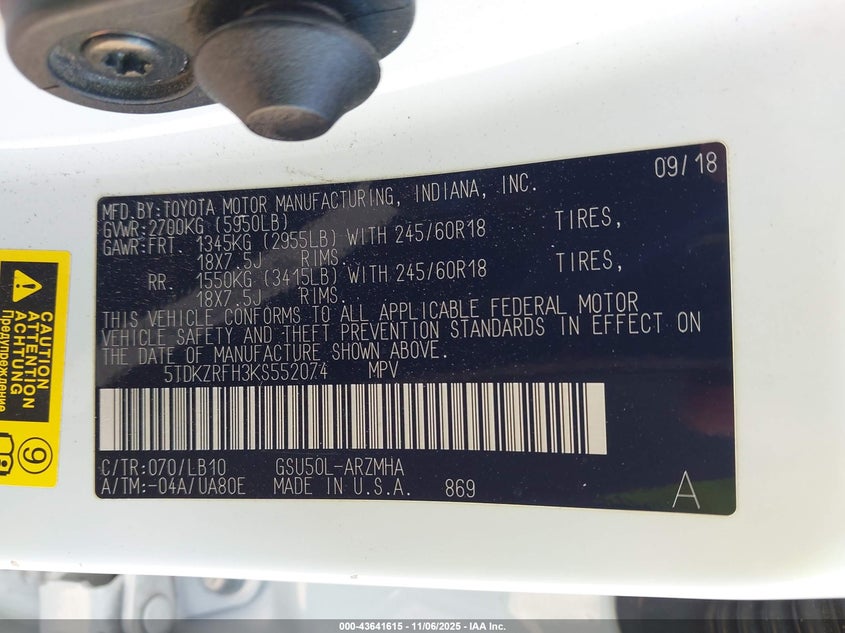 09/18
MFD.BY:TOYOTA MOTOR MANUFACTURING, INDIANA, INC.
GVWR:2700KG (5950LB)
GAWR:FRT. 1345KG (2955LB) WITH 245/60R18 TIRES,
18X7.5J RIMS.
RR. 1550KG (3415LB) WITH 245/60R18 TIRES,
18X7.5J RIMS.
THIS VEHICLE CONFORMS TO ALL APPLICABLE FEDERAL MOTOR
VEHICLE SAFETY AND THEFT PREVENTION STANDARDS IN EFFECT ON
THE DATE OF MANUFACTURE SHOWN ABOVE.
5TDKZRFH3KS552074 MPV
C/TR:070/LB10 GSU50L-ARZMHA
A/TM:-04A/UA80E MADE IN U.S.A. 869
A
CAUTION
ATTENTION
ACHTUNG
Предупреждение
9
000-43641615 - 11/06/2025 - IAA Inc.